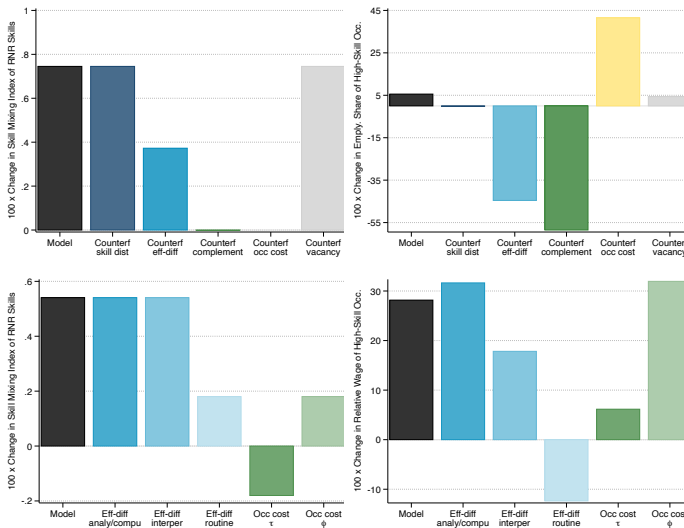 100 x Change in Skill Mixing Index of RNR Skills
1
.8
.6
.4
.2
0
Model
Counterf
skill dist
Counterf
eff-diff
Counterf
complement
Counterf
occ cost
Counterf
vacancy
100 x Change in Emply. Share of High-Skill Occ.
45
5
-15
-35
-55
Model
Counterf
skill dist
Counterf
eff-diff
Counterf
complement
Counterf
occ cost
Counterf
vacancy
100 x Change in Skill Mixing Index of RNR Skills
.6
.4
.2
0
-.2
Model
Eff-diff
analy/compu
Eff-diff
interper
Eff-diff
routine
Occ cost
τ
Occ cost
ϕ
100 x Change in Relative Wage of High-Skill Occ.
30
20
10
0
-10
Model
Eff-diff
analy/compu
Eff-diff
interper
Eff-diff
routine
Occ cost
τ
Occ cost
ϕ